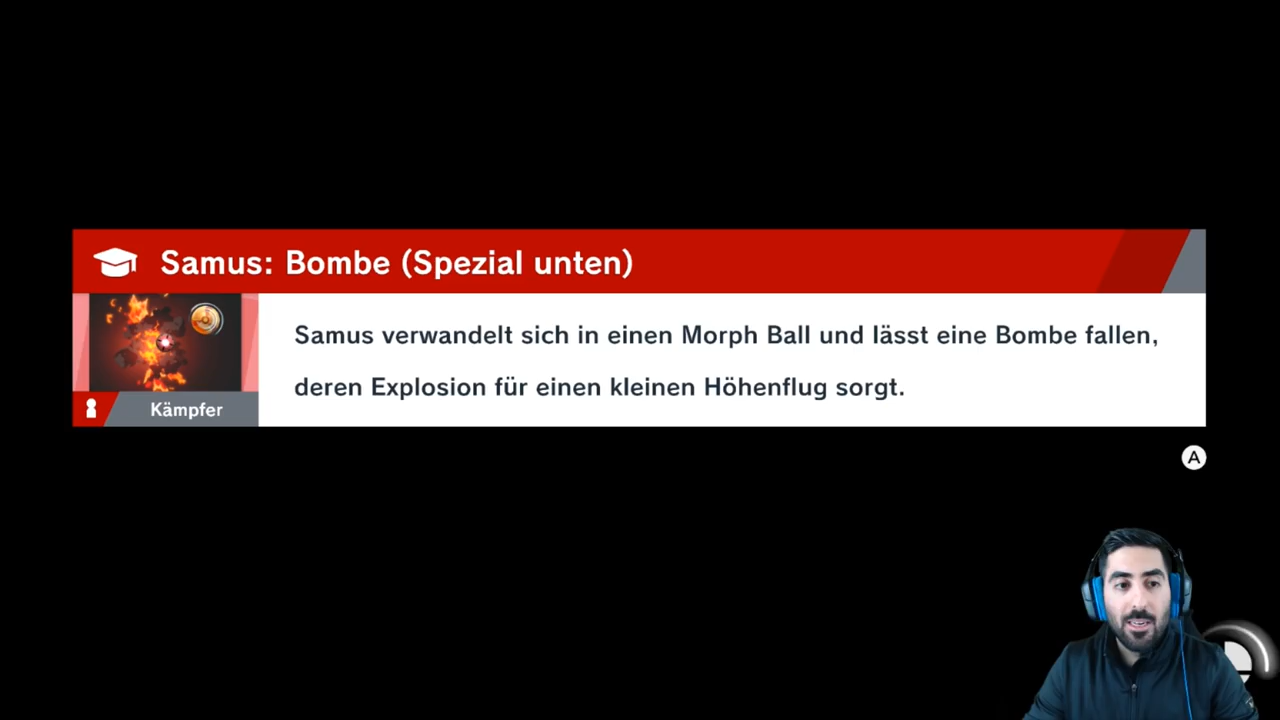 Samus: Bombe (Spezial unten)
Samus verwandelt sich in einen Morph Ball und lässt eine Bombe fallen,
deren Explosion für einen kleinen Höhenflug sorgt.
Kämpfer
A